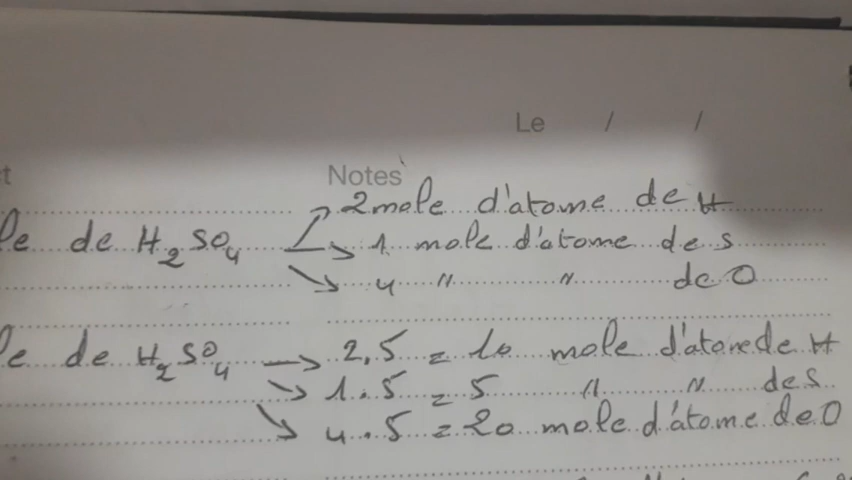 Le / /
Notes
2 mole d'atome de H
le de H₂SO₄ 1 mole d'atome de S
4 " " de O
le de H₂SO₄ → 2.5 = 10 mole d'atome de H
1.5 = 5 " " de S
4.5 = 20 mole d'atome de O